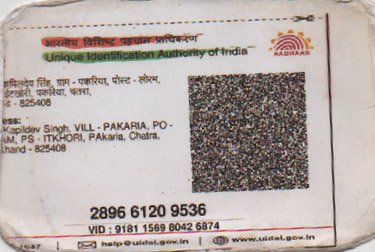 भारतीय विशिष्ट पहचान प्राधिकरण
Unique Identification Authority of India
AADHAAR
सिंह, ग्राम - पकरिया, पोस्ट - लोरम,
पकरिया, चतरा,
- 825408
ess:
Kapildev Singh, VILL - PAKARIA, PO -
AM, PS - ITKHORI, PAkaria, Chatra,
hand - 825408
2896 6120 9536
VID : 9181 1569 8042 6874
1947
help@uidai.gov.in
www.uidai.gov.in